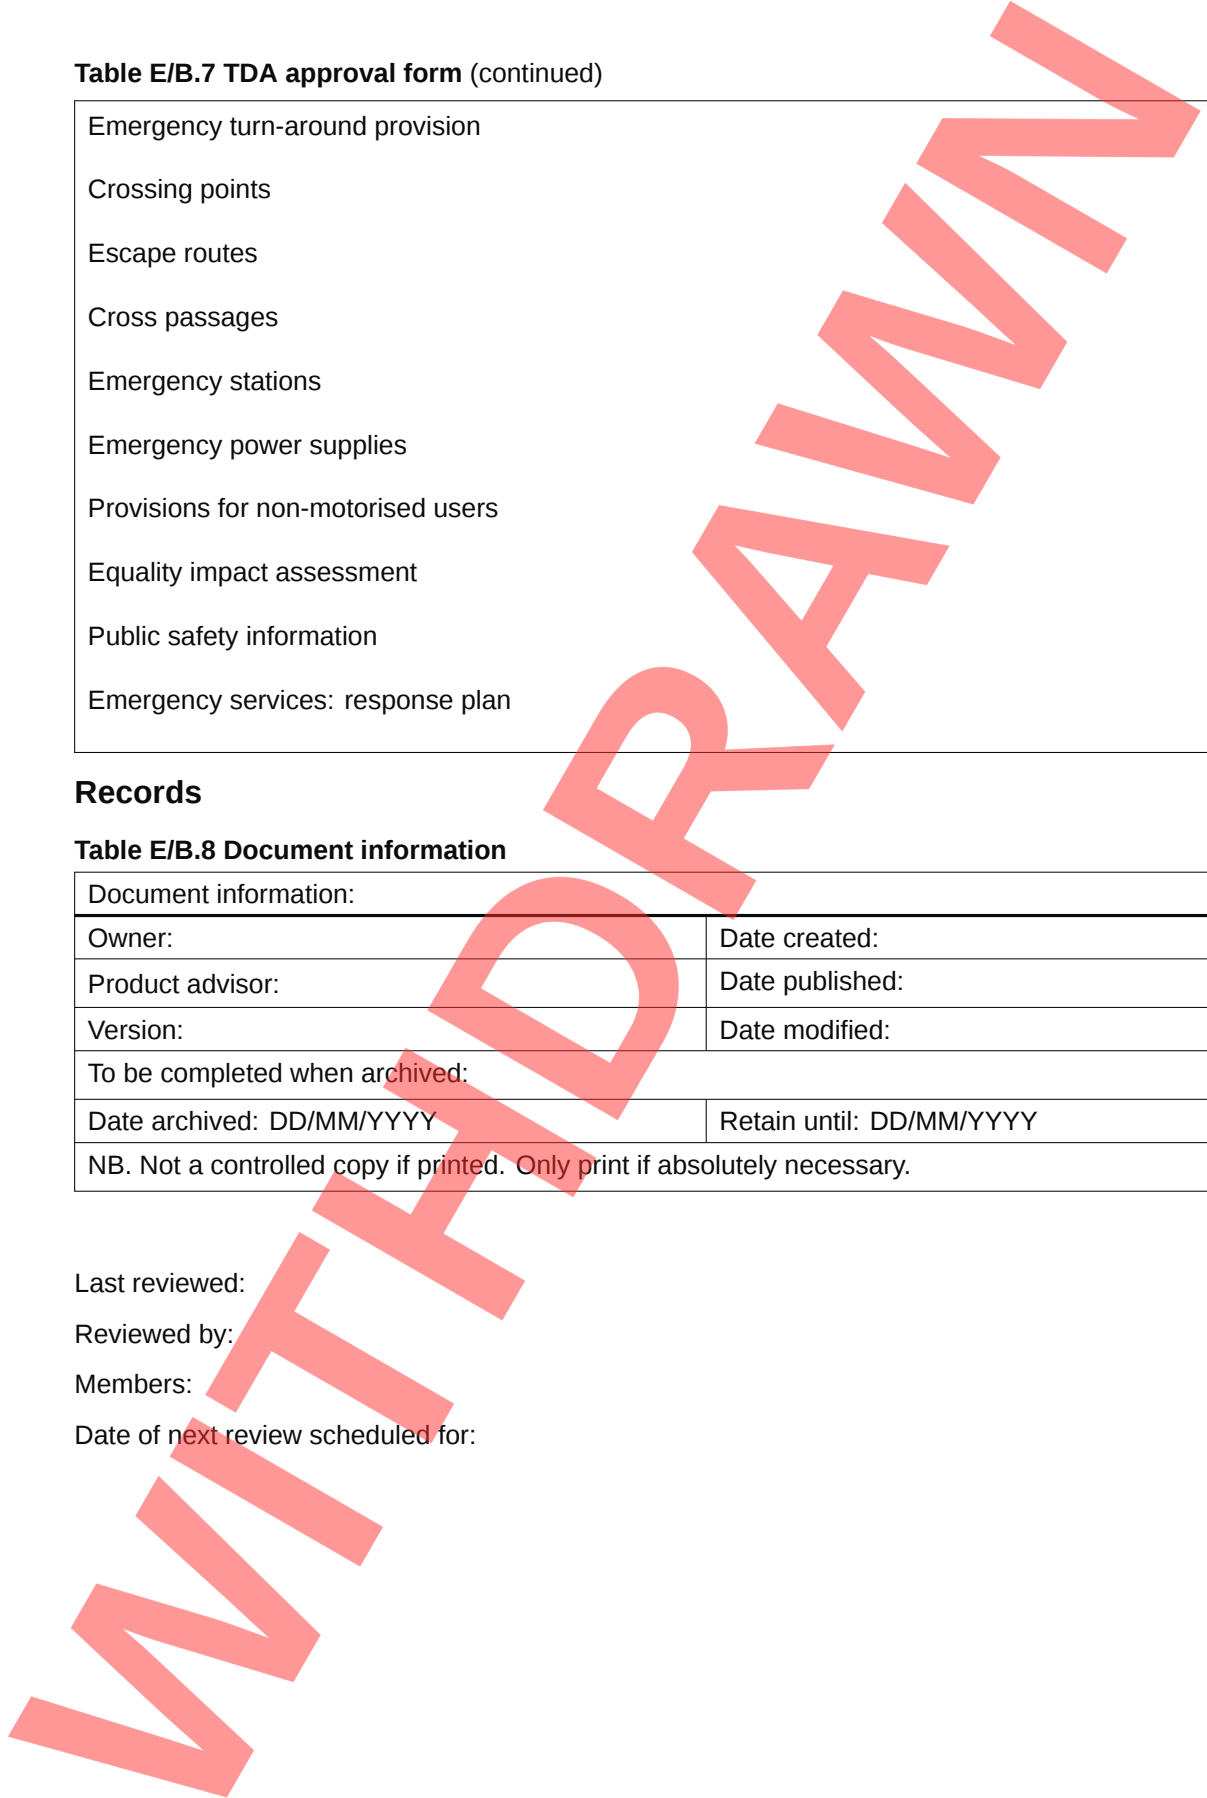 Table E/B.7 TDA approval form (continued)
Emergency turn-around provision
Crossing points
Escape routes
Cross passages
Emergency stations
Emergency power supplies
Provisions for non-motorised users
Equality impact assessment
Public safety information
Emergency services: response plan
Records
Table E/B.8 Document information
Document information:
Owner: Date created:
Product advisor: Date published:
Version: Date modified:
To be completed when archived:
Date archived: DD/MM/YYYY Retain until: DD/MM/YYYY
NB. Not a controlled copy if printed. Only print if absolutely necessary.
Last reviewed:
Reviewed by:
Members:
Date of next review scheduled for:
WITHDRAWN